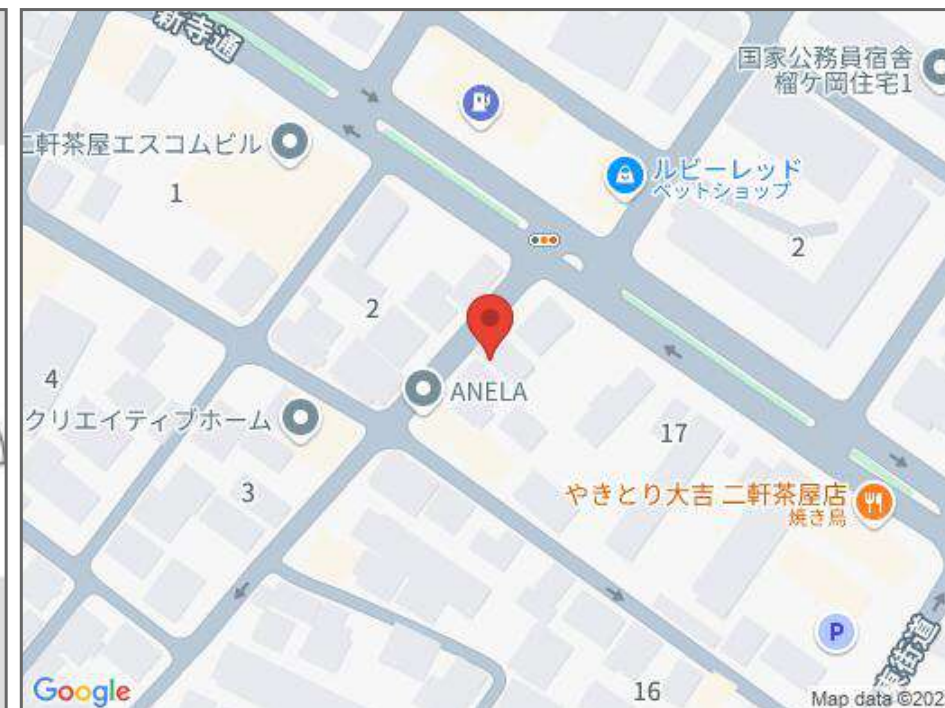 新寺通
国家公務員宿舎
榴ケ岡住宅1
二軒茶屋エスコムビル
1
ルビーレッド
ペットショップ
2
2
4
ANELA
クリエイティブホーム
17
3
やきとり大吉 二軒茶屋店
焼き鳥
P
街道
16
Google
Map data ©202